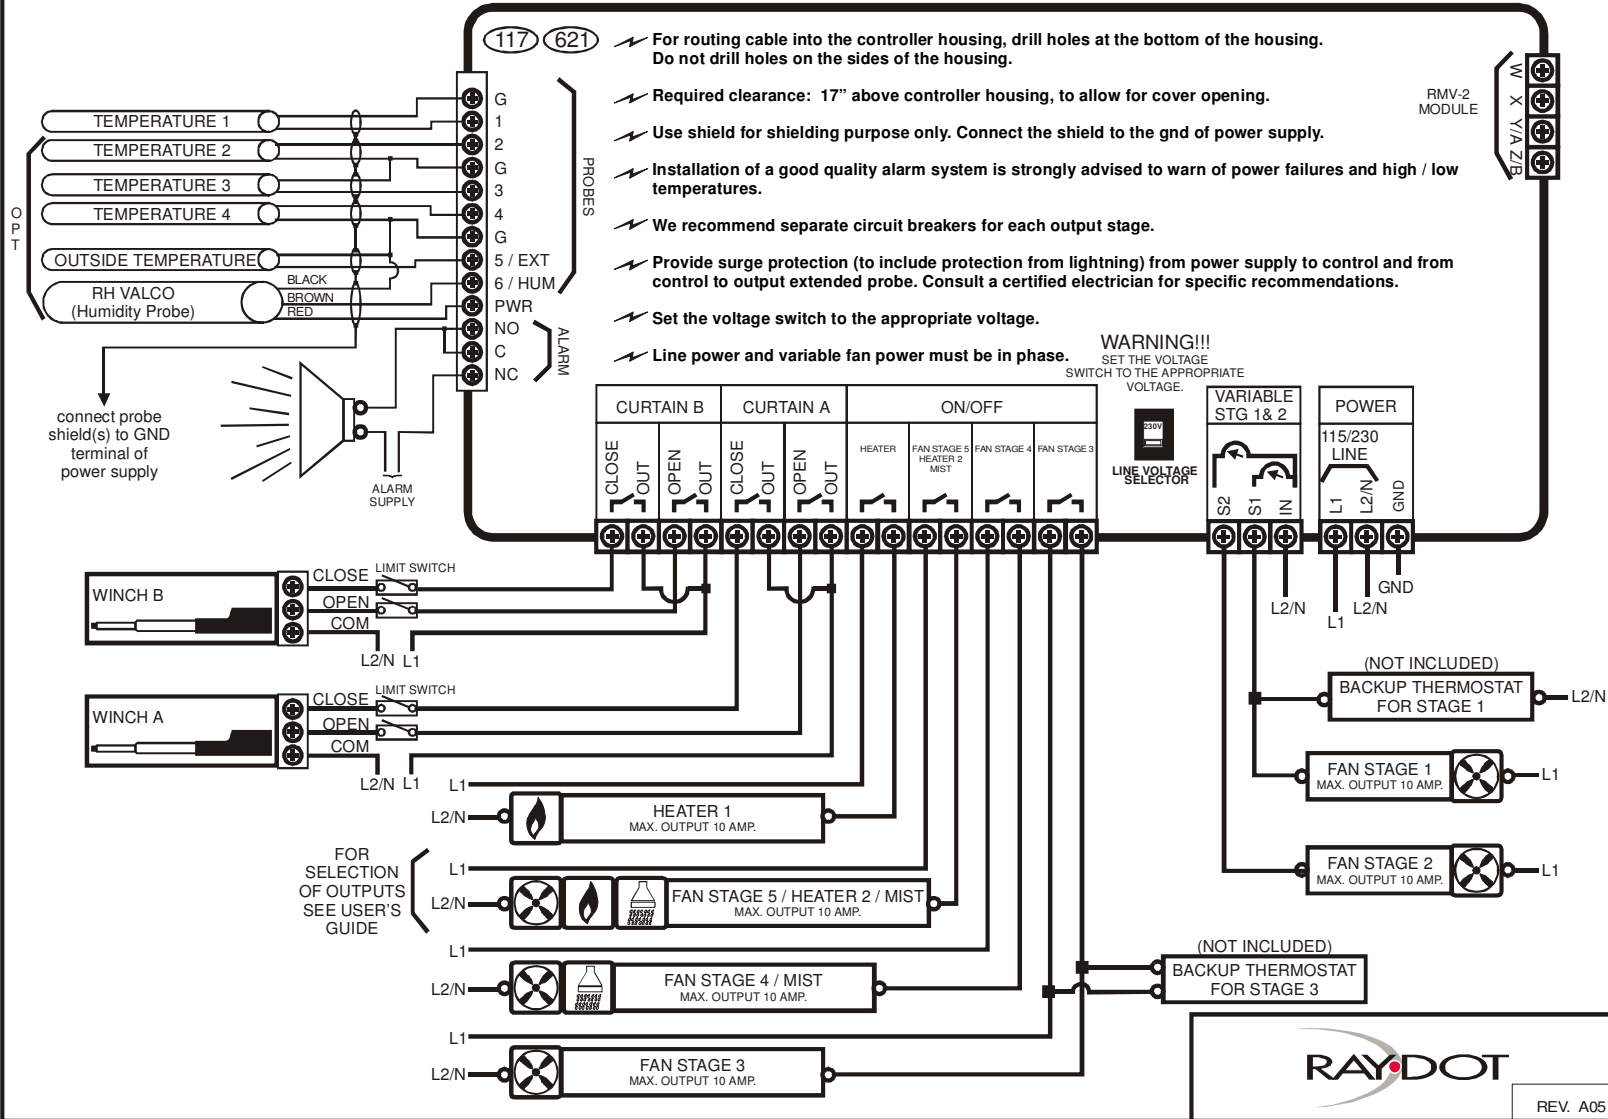 117
621
For routing cable into the controller housing, drill holes at the bottom of the housing.
Do not drill holes on the sides of the housing.
Required clearance: 17” above controller housing, to allow for cover opening.
Use shield for shielding purpose only. Connect the shield to the gnd of power supply.
Installation of a good quality alarm system is strongly advised to warn of power failures and high / low
temperatures.
We recommend separate circuit breakers for each output stage.
Provide surge protection (to include protection from lightning) from power supply to control and from
control to output extended probe. Consult a certified electrician for specific recommendations.
Set the voltage switch to the appropriate voltage.
Line power and variable fan power must be in phase.
RMV-2
MODULE
W
X
Y/A
Z/B
OPT
TEMPERATURE 1
TEMPERATURE 2
TEMPERATURE 3
TEMPERATURE 4
OUTSIDE TEMPERATURE
RH VALCO
(Humidity Probe)
BLACK
BROWN
RED
G
1
2
G
3
4
G
5 / EXT
6 / HUM
PWR
NO
C
NC
PROBES
ALARM
connect probe
shield(s) to GND
terminal of
power supply
ALARM
SUPPLY
WARNING!!!
SET THE VOLTAGE
SWITCH TO THE APPROPRIATE
VOLTAGE.
230V
LINE VOLTAGE
SELECTOR
CURTAIN B
CURTAIN A
ON/OFF
CLOSE
OUT
OPEN
OUT
CLOSE
OUT
OPEN
OUT
HEATER
FAN STAGE 5
HEATER 2
MIST
FAN STAGE 4
FAN STAGE 3
VARIABLE
STG 1& 2
S2
S1
IN
POWER
115/230
LINE
L1
L2/N
GND
L2/N
L1
L2/N
GND
WINCH B
CLOSE
OPEN
COM
LIMIT SWITCH
L2/N
L1
WINCH A
CLOSE
OPEN
COM
LIMIT SWITCH
L2/N
L1
L1
L2/N
HEATER 1
MAX. OUTPUT 10 AMP.
FOR
SELECTION
OF OUTPUTS
SEE USER'S
GUIDE
L1
L2/N
FAN STAGE 5 / HEATER 2 / MIST
MAX. OUTPUT 10 AMP.
L1
L2/N
FAN STAGE 4 / MIST
MAX. OUTPUT 10 AMP.
L1
L2/N
FAN STAGE 3
MAX. OUTPUT 10 AMP.
(NOT INCLUDED)
BACKUP THERMOSTAT
FOR STAGE 1
L2/N
FAN STAGE 1
MAX. OUTPUT 10 AMP.
L1
FAN STAGE 2
MAX. OUTPUT 10 AMP.
L1
(NOT INCLUDED)
BACKUP THERMOSTAT
FOR STAGE 3
RAYDOT
REV. A05